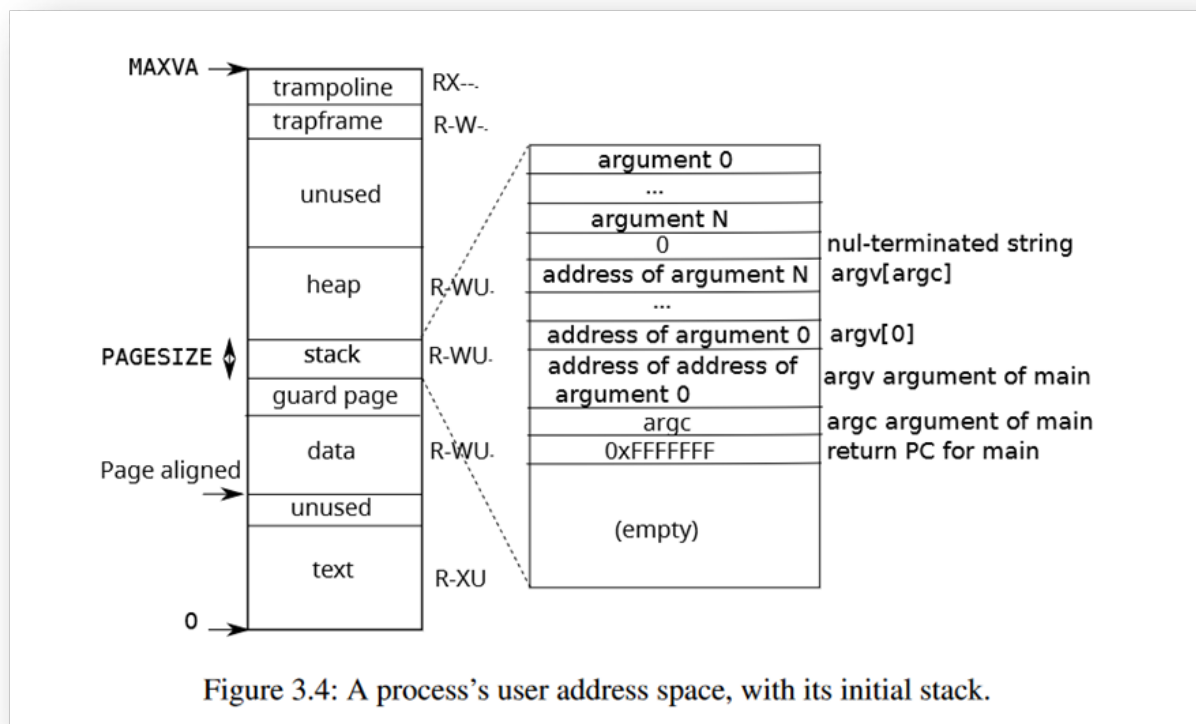 MAXVA
trampoline RX--.
trapframe R-W-.
unused
heap R-WU.
PAGESIZE stack R-WU.
guard page
data R-WU.
Page aligned
unused
text R-XU
0
argument 0
...
argument N
0 nul-terminated string
address of argument N argv[argc]
...
address of argument 0 argv[0]
address of address of
argument 0
argv argument of main
argc argc argument of main
0xFFFFFFF return PC for main
(empty)
Figure 3.4: A process’s user address space, with its initial stack.